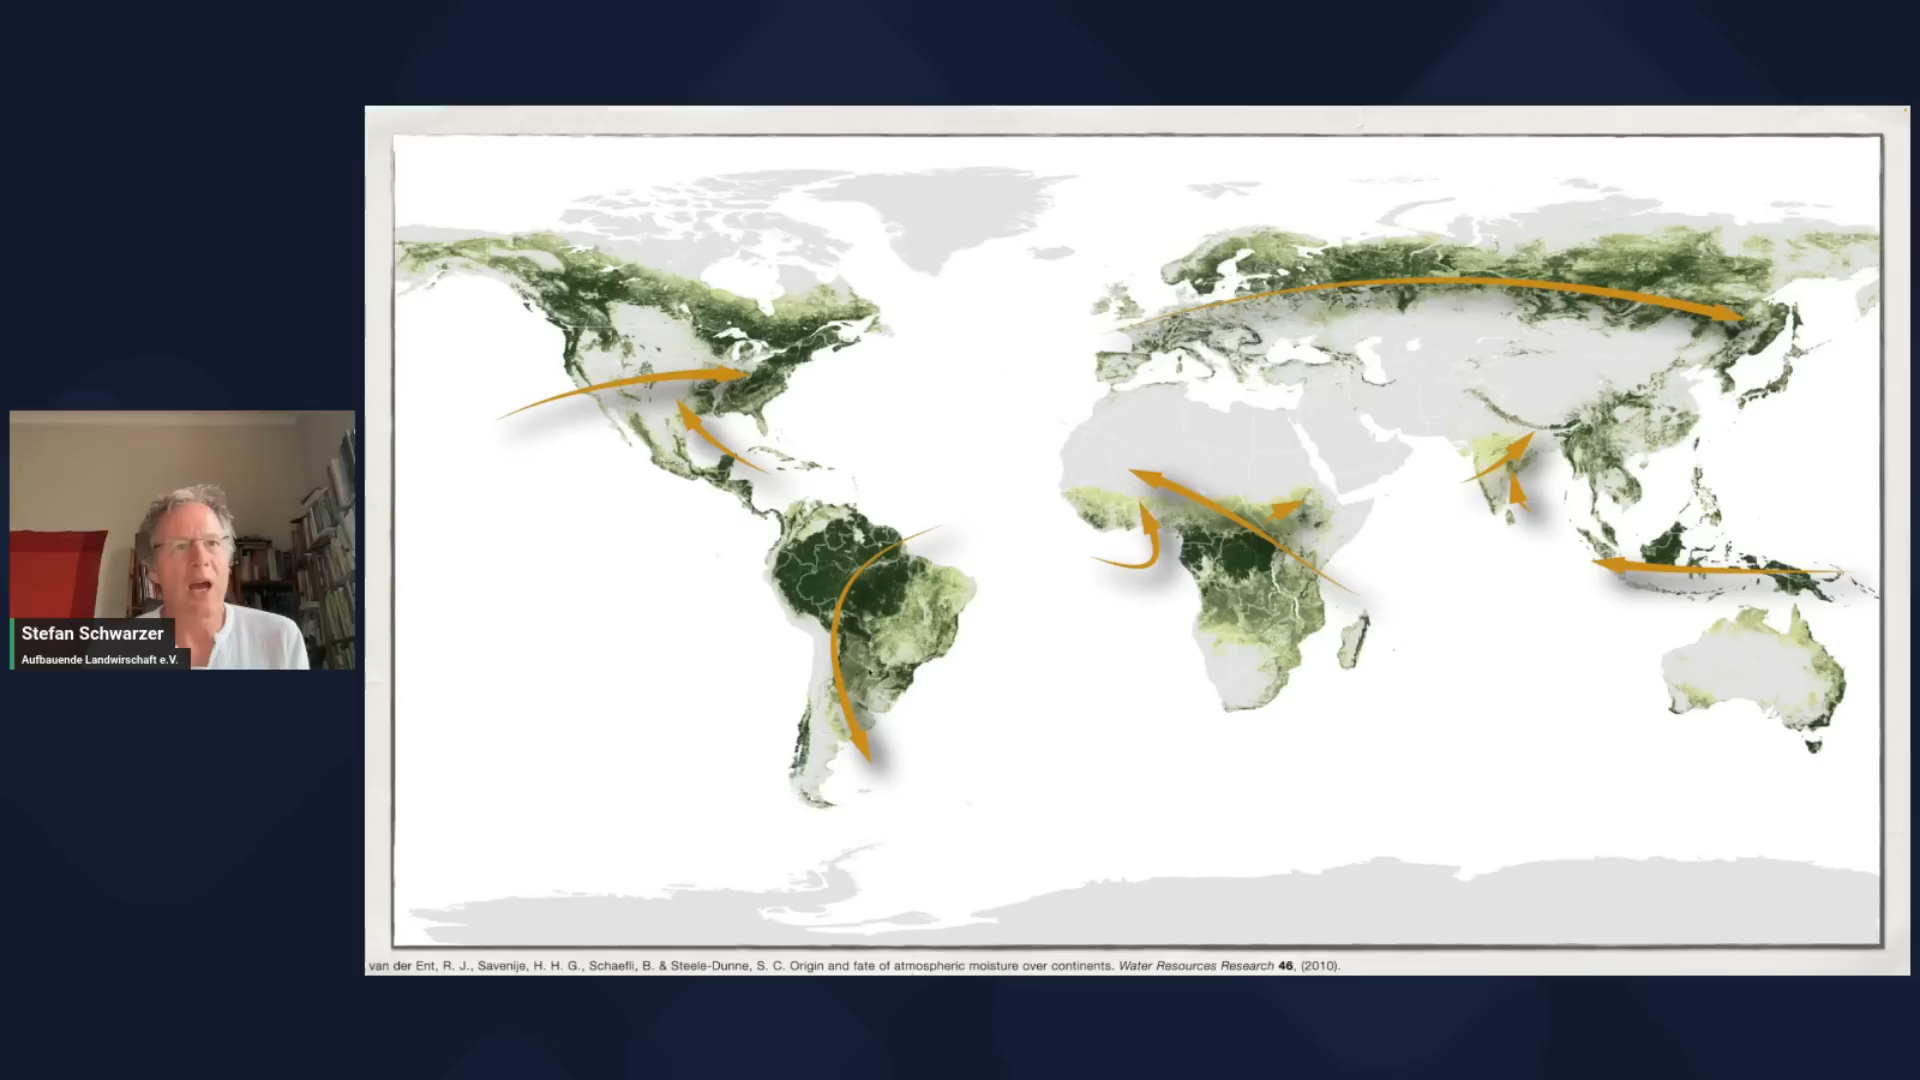 Stefan Schwarzer
Aufbauende Landwirschaft e.V.
van der Ent, R. J., Savenije, H. H. G., Schaefli, B. & Steele-Dunne, S. C. Origin and fate of atmospheric moisture over continents. Water Resources Research 46, (2010).